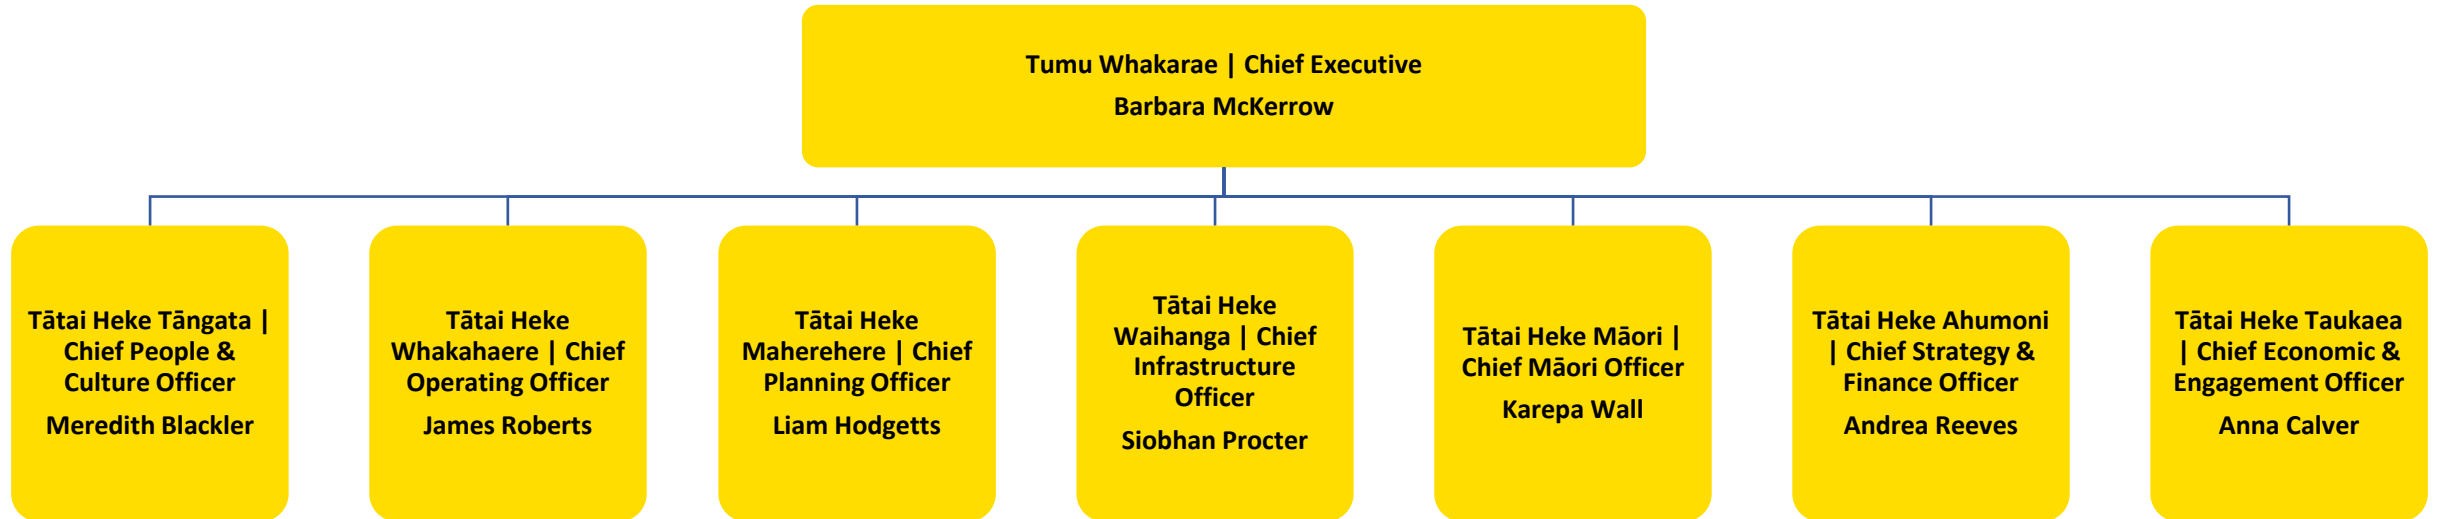 Tumu Whakarae | Chief Executive
Barbara McKerrow
Tātai Heke Tāngata |
Chief People &
Culture Officer
Meredith Blackler
Tātai Heke
Whakahaere | Chief
Operating Officer
James Roberts
Tātai Heke
Maherehere | Chief
Planning Officer
Liam Hodgetts
Tātai Heke
Waihanga | Chief
Infrastructure
Officer
Siobhan Procter
Tātai Heke Māori |
Chief Māori Officer
Karepa Wall
Tātai Heke Ahumoni
| Chief Strategy &
Finance Officer
Andrea Reeves
Tātai Heke Taukaea
| Chief Economic &
Engagement Officer
Anna Calver